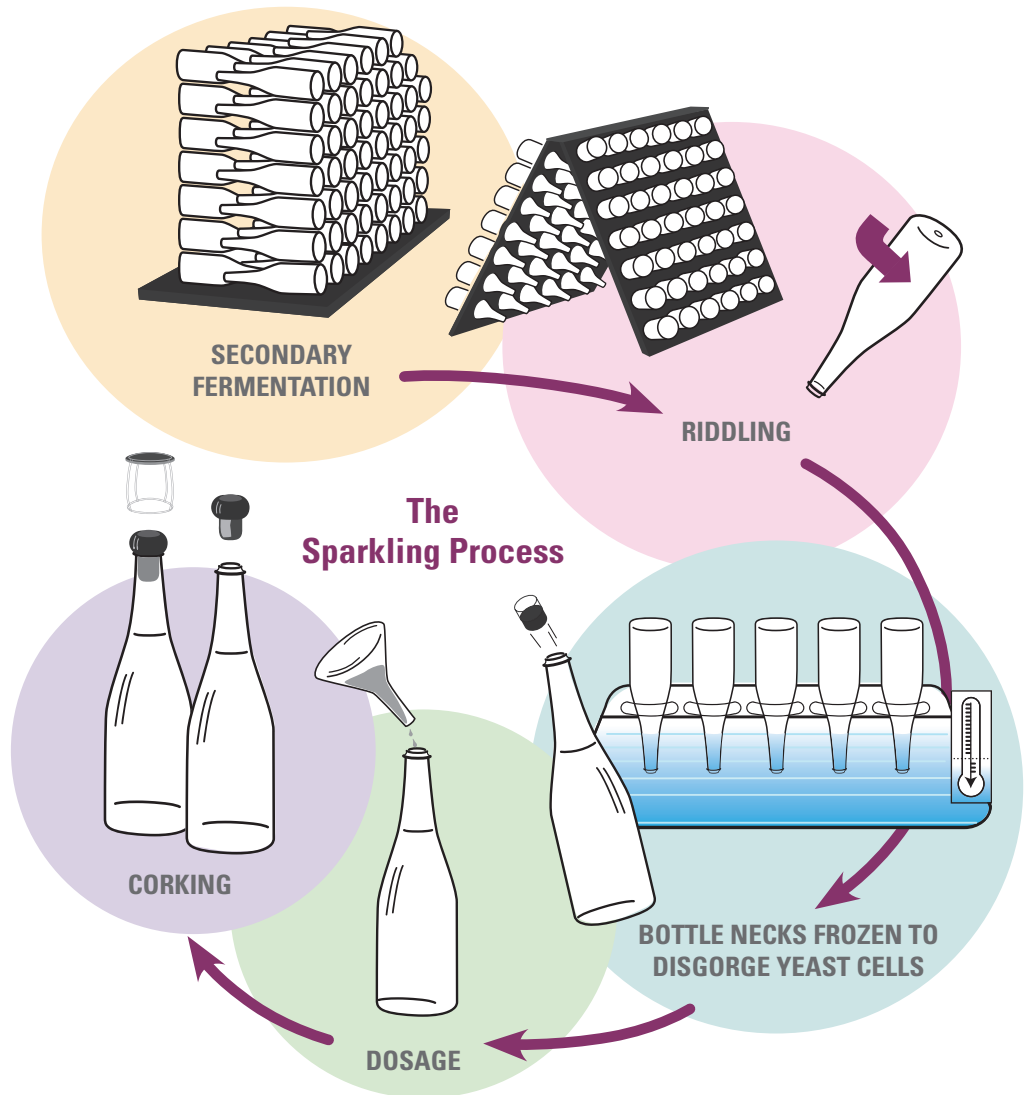 SECONDARY
FERMENTATION
RIDDLING
The
Sparkling Process
CORKING
BOTTLE NECKS FROZEN TO
DISGORGE YEAST CELLS
DOSAGE